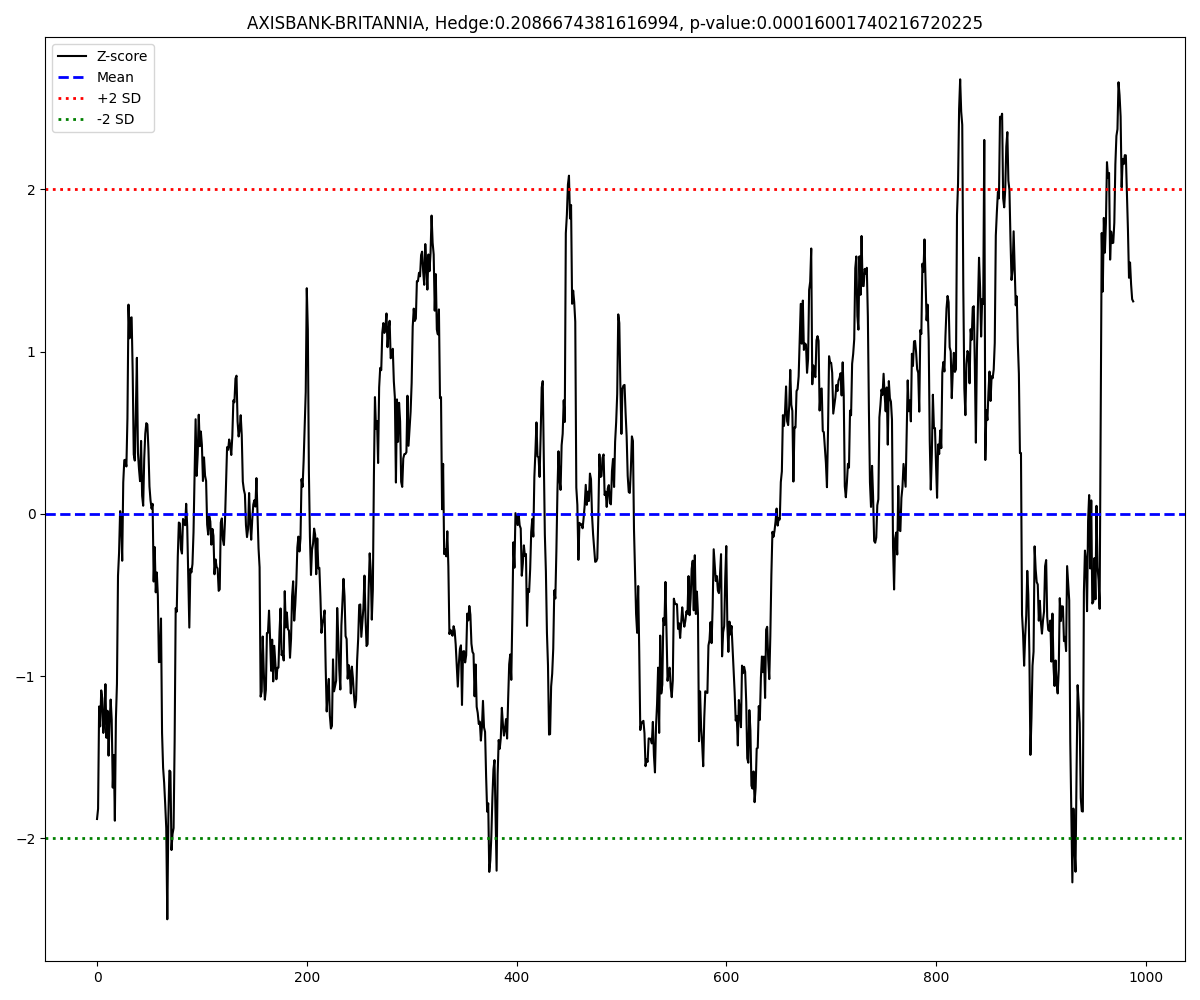 AXISBANK-BRITANNIA, Hedge:0.2086674381616994, p-value:0.00016001740216720225
Z-score
Mean
+2 SD
-2 SD
2
1
0
−1
−2
0 200 400 600 800 1000